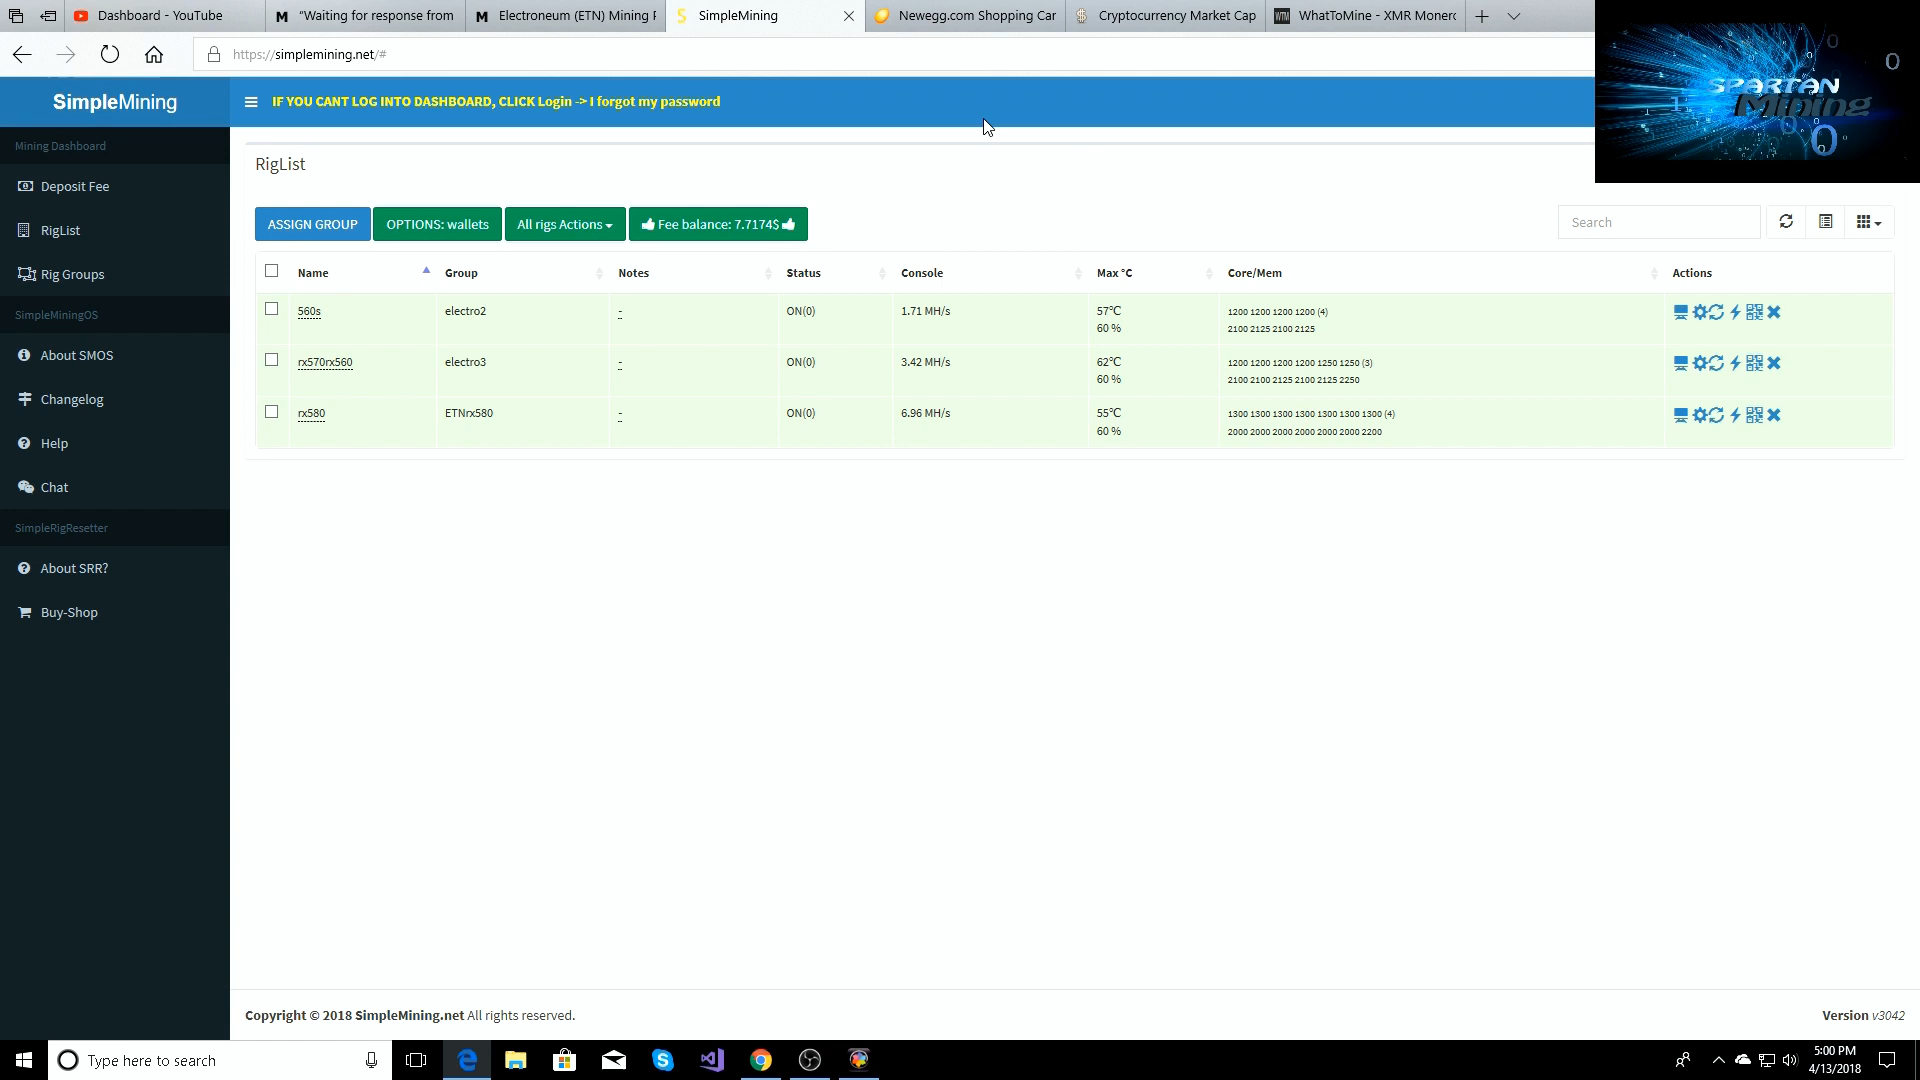 Dashboard - YouTube
"Waiting for response from
Electroneum (ETN) Mining P
SimpleMining
Newegg.com Shopping Car
Cryptocurrency Market Cap
WhatToMine - XMR Monero
https://simplemining.net/#
SPARTAN
Mining
SimpleMining
IF YOU CANT LOG INTO DASHBOARD, CLICK Login -> I forgot my password
Mining Dashboard
Deposit Fee
RigList
Rig Groups
SimpleMiningOS
About SMOS
Changelog
Help
Chat
SimpleRigResetter
About SRR?
Buy-Shop
RigList
ASSIGN GROUP
OPTIONS: wallets
All rigs Actions
Fee balance: 7.7174$
Search
Name Group Notes Status Console Max °C Core/Mem Actions
560s electro2 - ON(0) 1.71 MH/s 57°C 1200 1200 1200 1200 (4)
60 % 2100 2125 2100 2125
rx570rx560 electro3 - ON(0) 3.42 MH/s 62°C 1200 1200 1200 1200 1250 1250 (3)
60 % 2100 2100 2125 2100 2125 2250
rx580 ETNrx580 - ON(0) 6.96 MH/s 55°C 1300 1300 1300 1300 1300 1300 1300 (4)
60 % 2000 2000 2000 2000 2000 2000 2200
Copyright © 2018 SimpleMining.net All rights reserved.
Version v3042
Type here to search
5:00 PM
4/13/2018